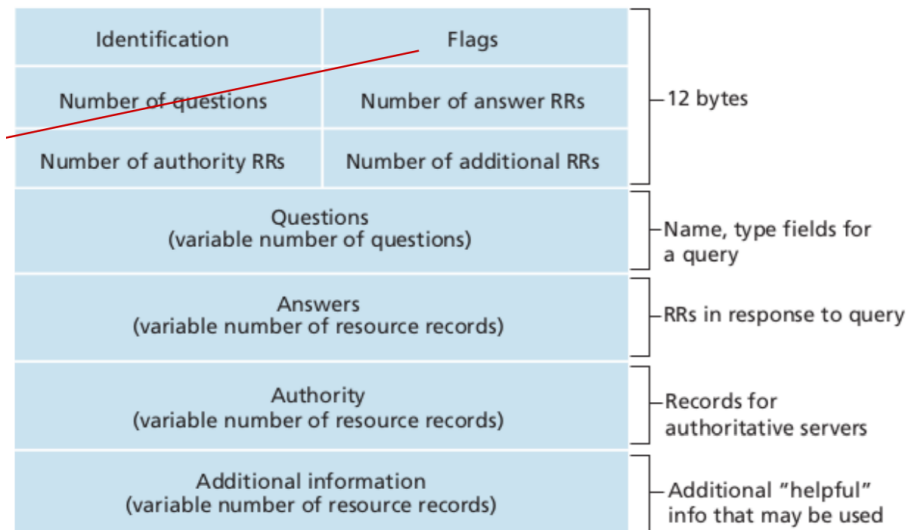 Identification
Flags
Number of questions
Number of answer RRs
12 bytes
Number of authority RRs
Number of additional RRs
Questions
(variable number of questions)
Name, type fields for
a query
Answers
(variable number of resource records)
RRs in response to query
Authority
(variable number of resource records)
Records for
authoritative servers
Additional information
(variable number of resource records)
Additional ”helpful”
info that may be used